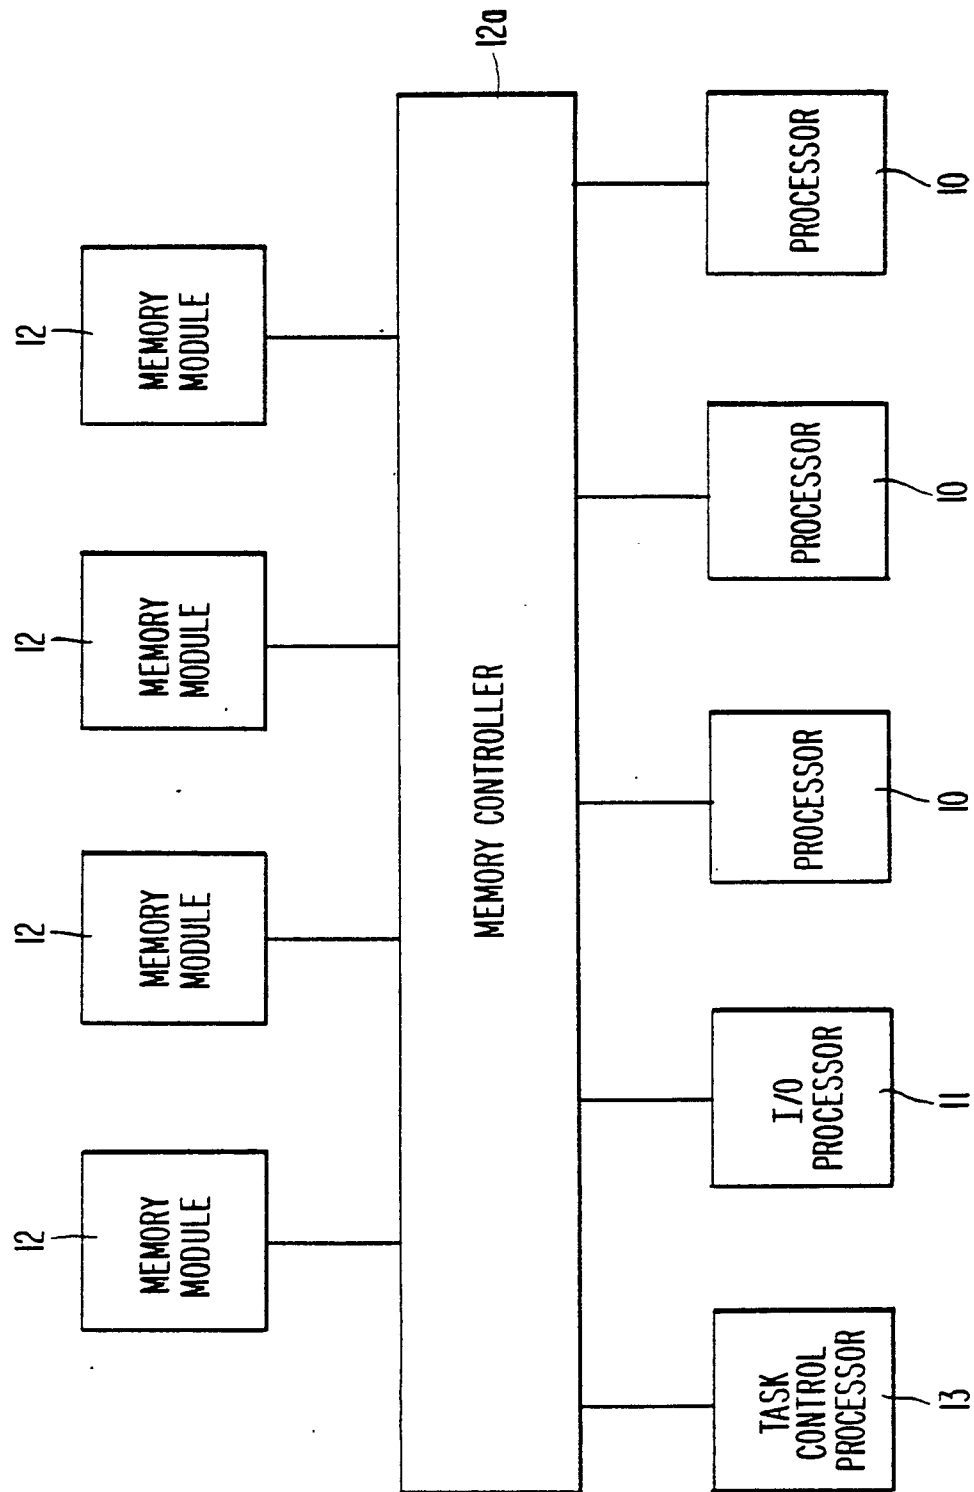 12
MEMORY
MODULE
12
MEMORY
MODULE
12
MEMORY
MODULE
12
MEMORY
MODULE
MEMORY CONTROLLER
12a
TASK
CONTROL
PROCESSOR
13
I/O
PROCESSOR
11
PROCESSOR
10
PROCESSOR
10
PROCESSOR
10